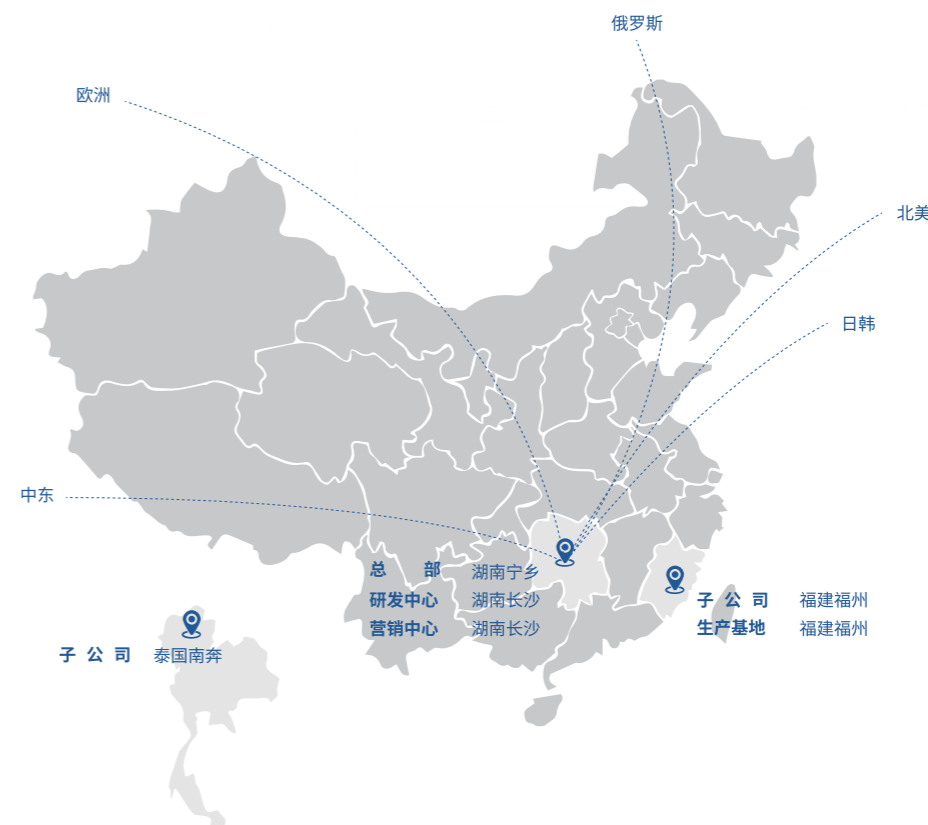 俄罗斯
欧洲
北美
日韩
中东
总 部 湖南宁乡
研发中心 湖南长沙
营销中心 湖南长沙
子 公 司 福建福州
生产基地 福建福州
子 公 司 泰国南奔